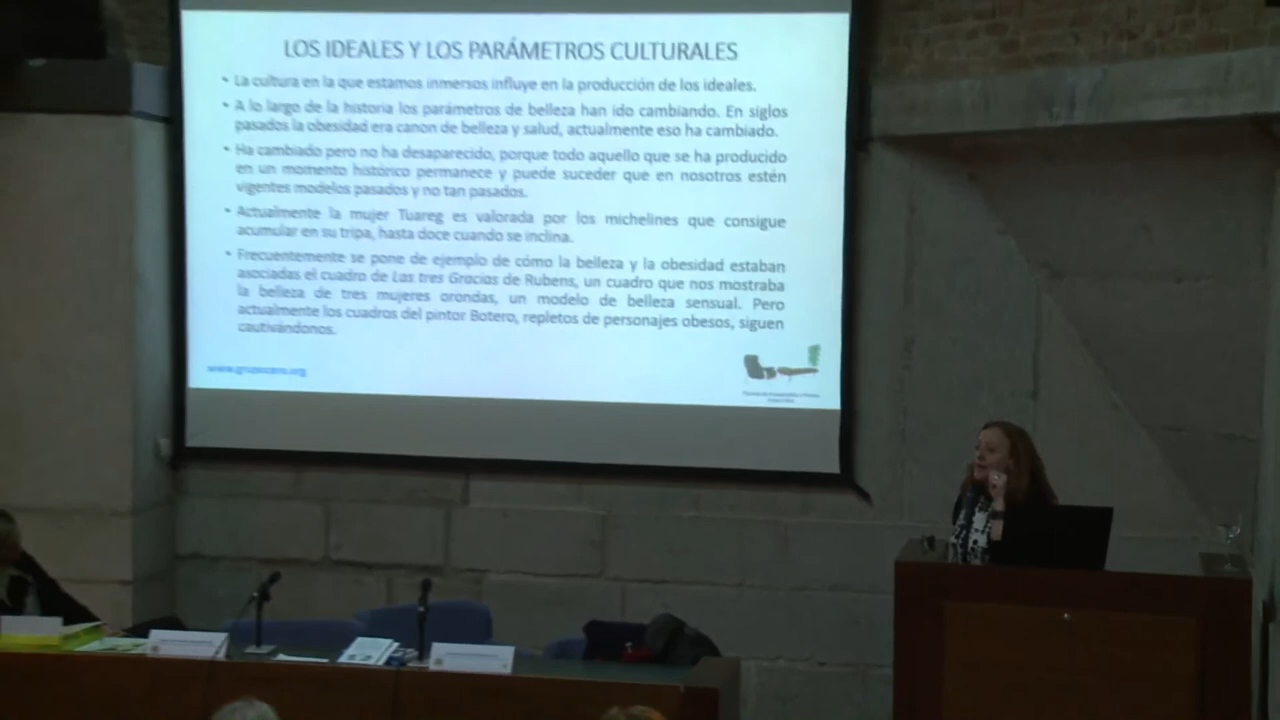 LOS IDEALES Y LOS PARÁMETROS CULTURALES
• La cultura en la que estamos inmersos influye en la producción de los ideales.
• A lo largo de la historia los parámetros de belleza han ido cambiando. En siglos
pasados la obesidad era canon de belleza y salud, actualmente eso ha cambiado.
• Ha cambiado pero no ha desaparecido, porque todo aquello que se ha producido
en un momento histórico permanece y puede suceder que en nosotros estén
vigentes modelos pasados y no tan pasados.
• Actualmente la mujer Tuareg es valorada por los michelines que consigue
acumular en su tripa, hasta doce cuando se inclina.
• Frecuentemente se pone de ejemplo de cómo la belleza y la obesidad estaban
asociadas el cuadro de Las tres Gracias de Rubens, un cuadro que nos mostraba
la belleza de tres mujeres orondas, un modelo de belleza sensual. Pero
actualmente los cuadros del pintor Botero, repletos de personajes obesos, siguen
cautivándonos.